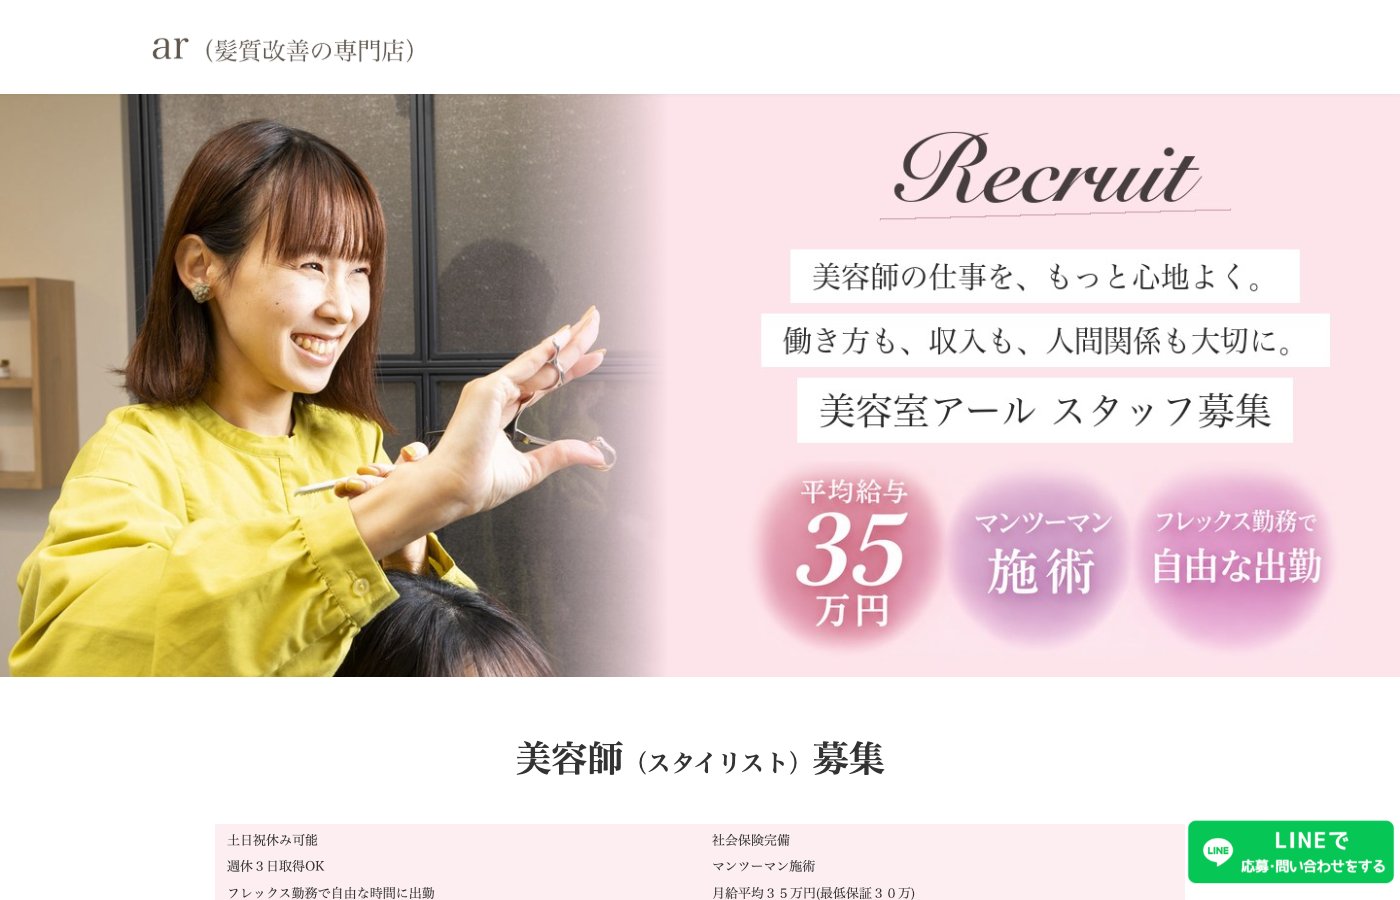 ar（髪質改善の専門店）
Recruit
美容師の仕事を、もっと心地よく。
働き方も、収入も、人間関係も大切に。
美容室アール スタッフ募集
平均給与
35
万円
マンツーマン
施術
フレックス勤務で
自由な出勤
美容師（スタイリスト）募集
土日祝休み可能
社会保険完備
週休３日取得OK
マンツーマン施術
フレックス勤務で自由な時間に出勤
月給平均３５万円(最低保証３０万)
LINE
LINEで
応募･問い合わせをする